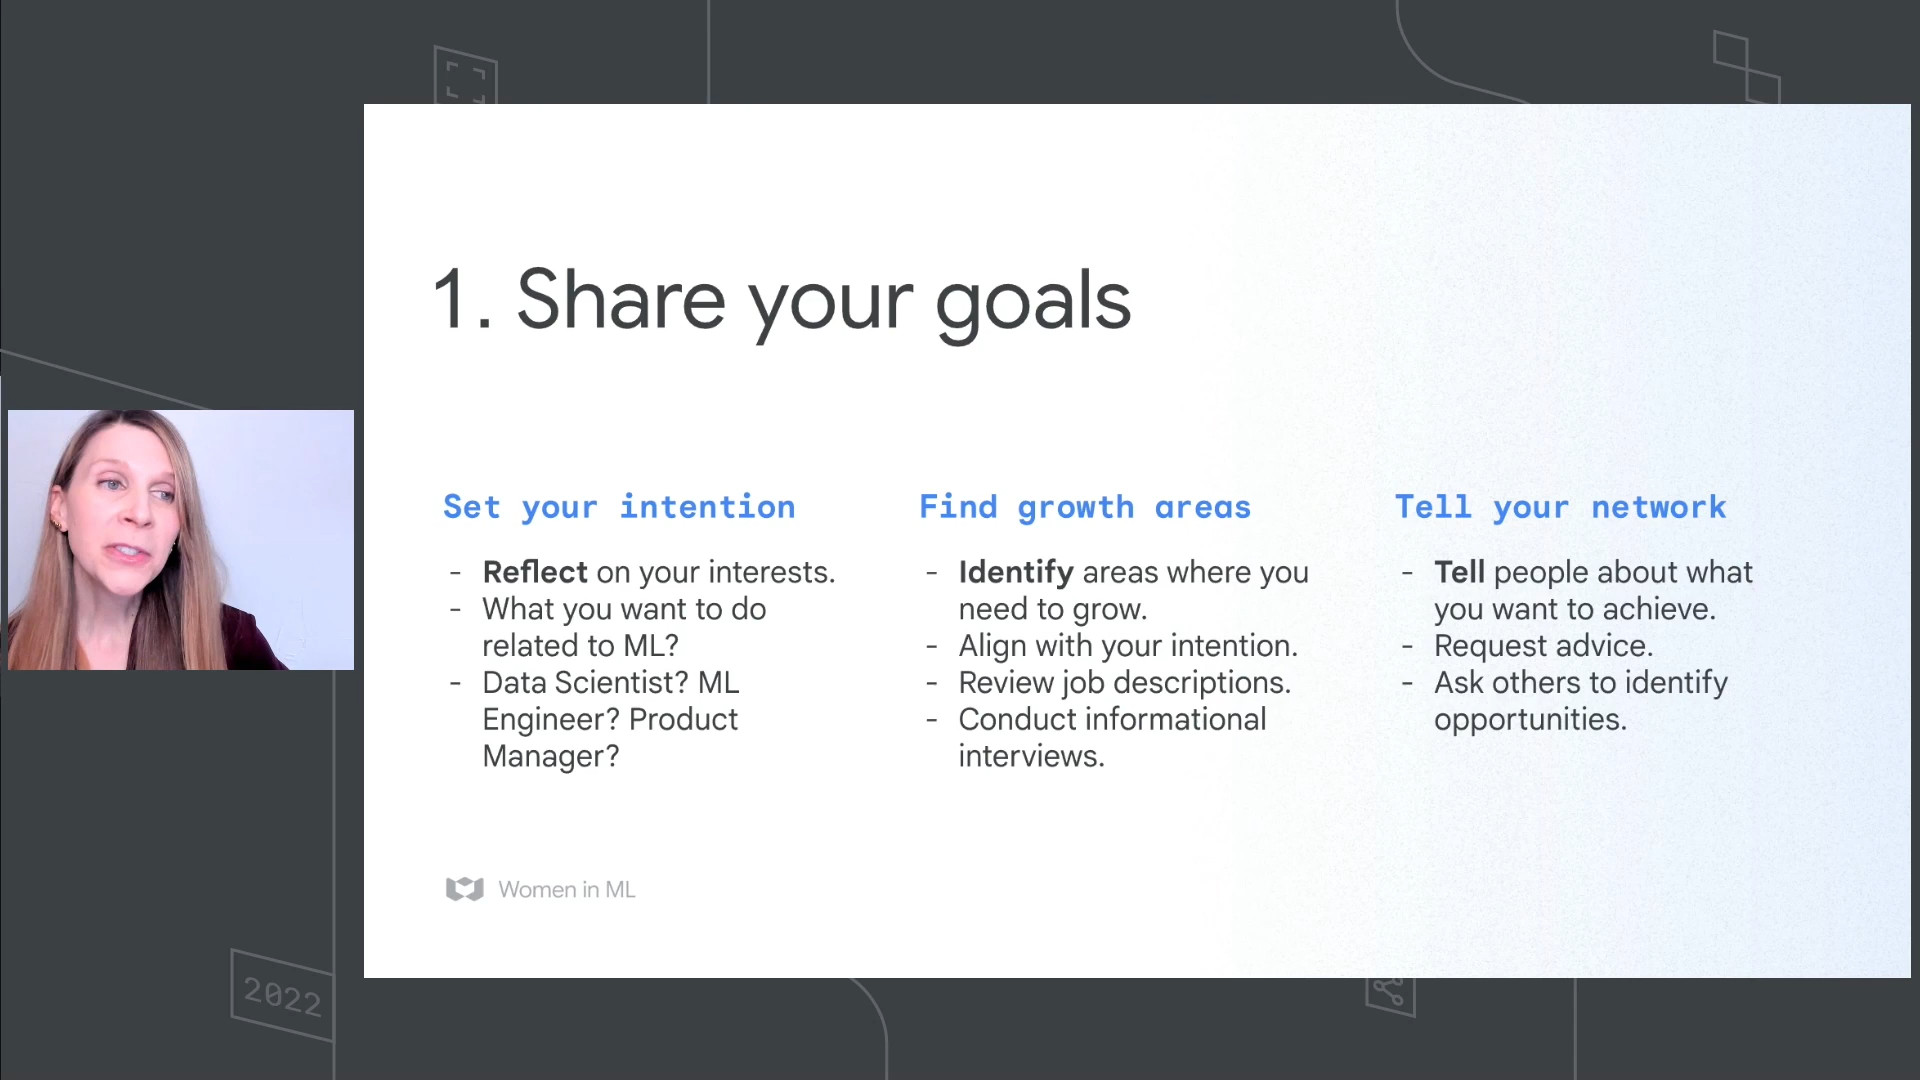 1. Share your goals
Set your intention
- Reflect on your interests.
- What you want to do
related to ML?
- Data Scientist? ML
Engineer? Product
Manager?
Find growth areas
- Identify areas where you
need to grow.
- Align with your intention.
- Review job descriptions.
- Conduct informational
interviews.
Tell your network
- Tell people about what
you want to achieve.
- Request advice.
- Ask others to identify
opportunities.
Women in ML
2022